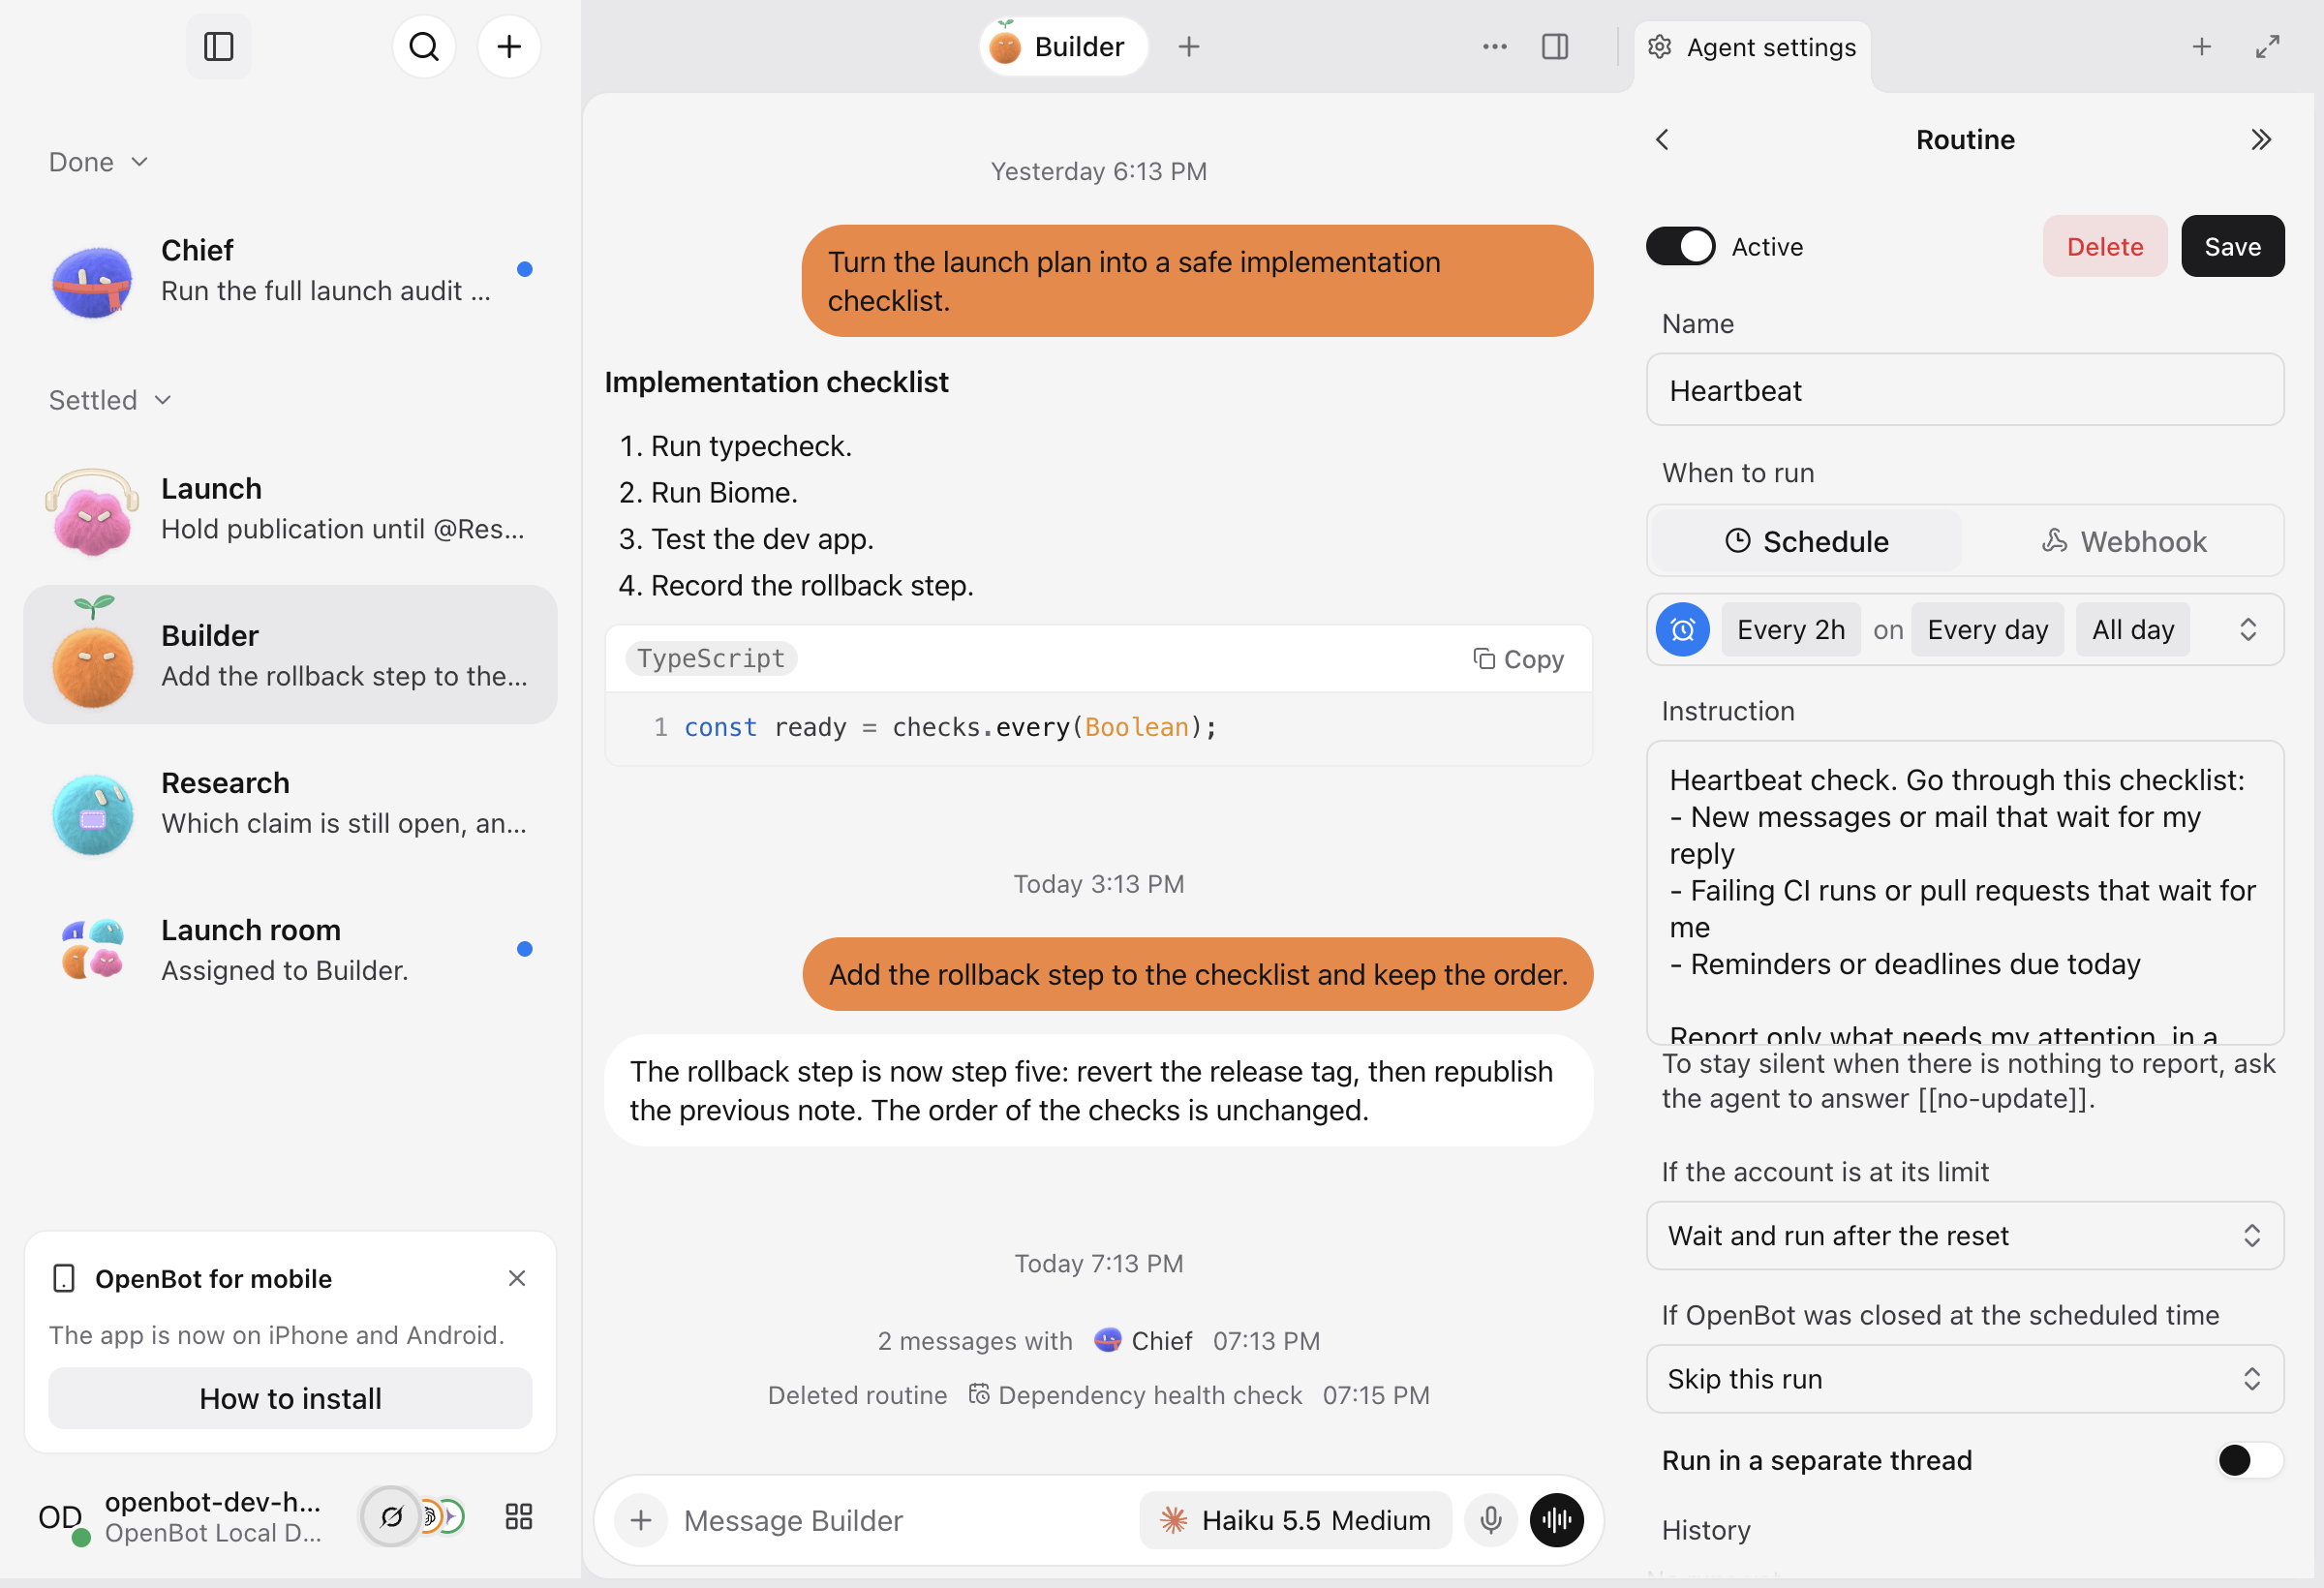 Done
Chief
Run the full launch audit ...
Settled
Launch
Hold publication until @Res...
Builder
Add the rollback step to the...
Research
Which claim is still open, an...
Launch room
Assigned to Builder.
OpenBot for mobile
The app is now on iPhone and Android.
How to install
OD
openbot-dev-h...
OpenBot Local D...
Builder
Yesterday 6:13 PM
Turn the launch plan into a safe implementation
checklist.
Implementation checklist
1. Run typecheck.
2. Run Biome.
3. Test the dev app.
4. Record the rollback step.
TypeScript
Copy
1 const ready = checks.every(Boolean);
Today 3:13 PM
Add the rollback step to the checklist and keep the order.
The rollback step is now step five: revert the release tag, then republish
the previous note. The order of the checks is unchanged.
Today 7:13 PM
2 messages with Chief 07:13 PM
Deleted routine Dependency health check 07:15 PM
Message Builder
Haiku 5.5 Medium
Agent settings
Routine
Active
Delete
Save
Name
Heartbeat
When to run
Schedule
Webhook
Every 2h on Every day All day
Instruction
Heartbeat check. Go through this checklist:
- New messages or mail that wait for my
reply
- Failing CI runs or pull requests that wait for
me
- Reminders or deadlines due today
Report only what needs my attention, in a
To stay silent when there is nothing to report, ask
the agent to answer [[no-update]].
If the account is at its limit
Wait and run after the reset
If OpenBot was closed at the scheduled time
Skip this run
Run in a separate thread
History